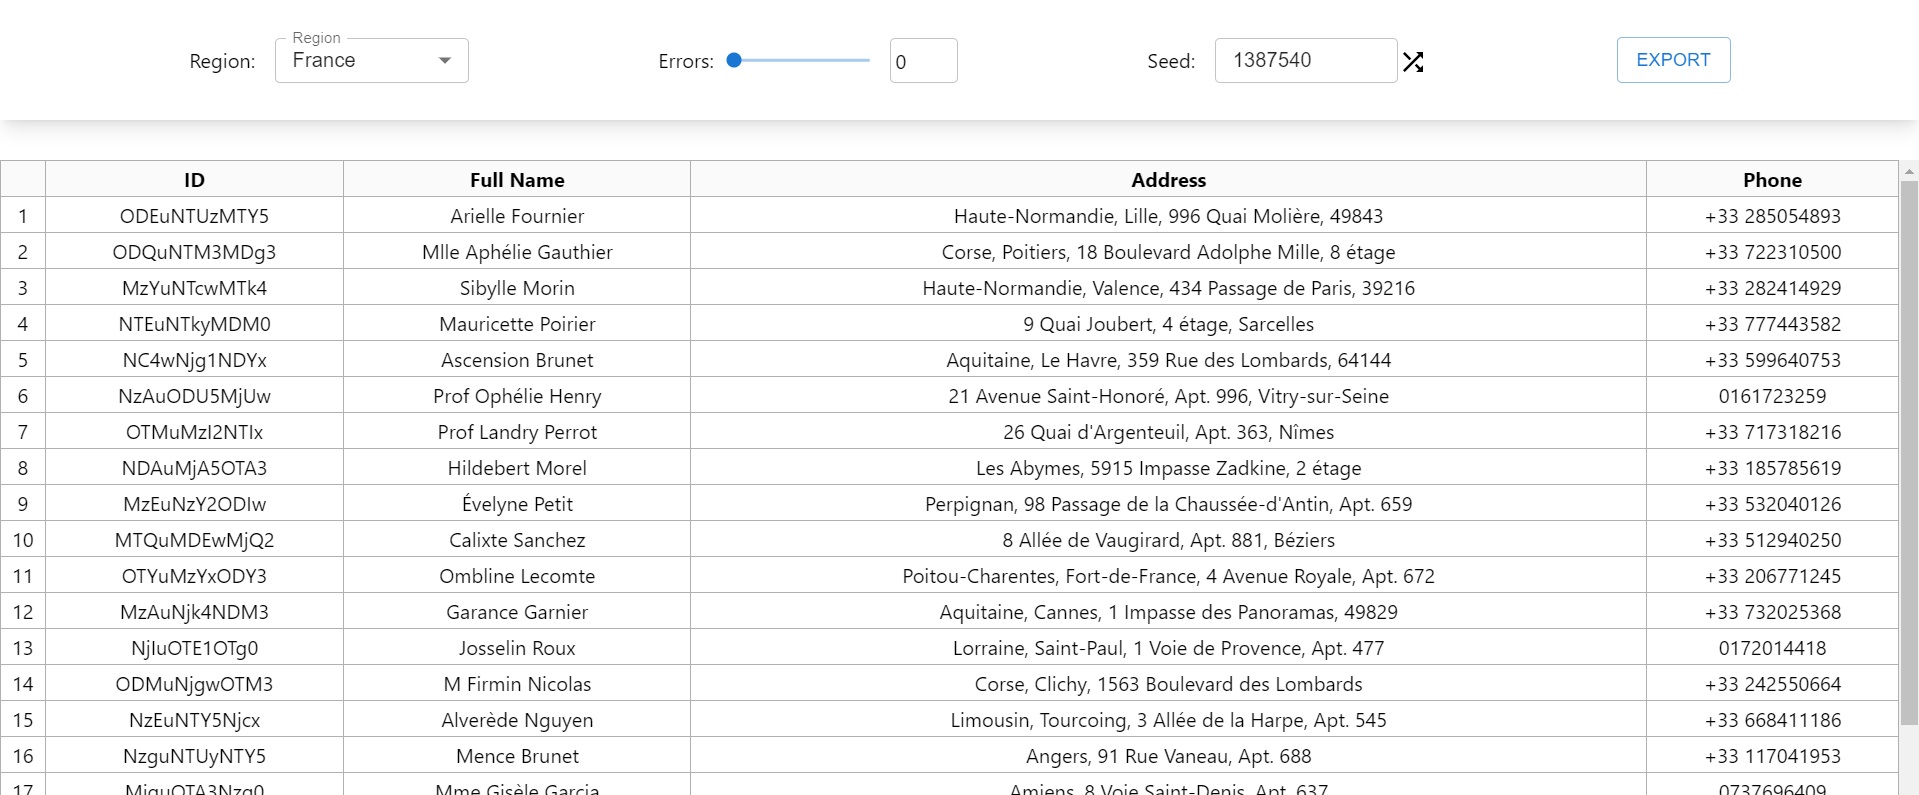 Region
Region: France Errors: 0 Seed: 1387540 EXPORT
ID Full Name Address Phone
1 ODEuNTUzMTY5 Arielle Fournier Haute-Normandie, Lille, 996 Quai Molière, 49843 +33 285054893
2 ODQuNTM3MDg3 Mlle Aphélie Gauthier Corse, Poitiers, 18 Boulevard Adolphe Mille, 8 étage +33 722310500
3 MzYuNTcwMTk4 Sibylle Morin Haute-Normandie, Valence, 434 Passage de Paris, 39216 +33 282414929
4 NTEuNTkyMDM0 Mauricette Poirier 9 Quai Joubert, 4 étage, Sarcelles +33 777443582
5 NC4wNjg1NDYx Ascension Brunet Aquitaine, Le Havre, 359 Rue des Lombards, 64144 +33 599640753
6 NzAuODU5MjUw Prof Ophélie Henry 21 Avenue Saint-Honoré, Apt. 996, Vitry-sur-Seine 0161723259
7 OTMuMzI2NTIx Prof Landry Perrot 26 Quai d'Argenteuil, Apt. 363, Nîmes +33 717318216
8 NDAuMjA5OTA3 Hildebert Morel Les Abymes, 5915 Impasse Zadkine, 2 étage +33 185785619
9 MzEuNzY2ODIw Évelyne Petit Perpignan, 98 Passage de la Chaussée-d'Antin, Apt. 659 +33 532040126
10 MTQuMDEwMjQ2 Calixte Sanchez 8 Allée de Vaugirard, Apt. 881, Béziers +33 512940250
11 OTYuMzYxODY3 Ombline Lecomte Poitou-Charentes, Fort-de-France, 4 Avenue Royale, Apt. 672 +33 206771245
12 MzAuNjk4NDM3 Garance Garnier Aquitaine, Cannes, 1 Impasse des Panoramas, 49829 +33 732025368
13 NjIuOTE1OTg0 Josselin Roux Lorraine, Saint-Paul, 1 Voie de Provence, Apt. 477 0172014418
14 ODMuNjgwOTM3 M Firmin Nicolas Corse, Clichy, 1563 Boulevard des Lombards +33 242550664
15 NzEuNTY5Njcx Alverède Nguyen Limousin, Tourcoing, 3 Allée de la Harpe, Apt. 545 +33 668411186
16 NzguNTUyNTY5 Mence Brunet Angers, 91 Rue Vaneau, Apt. 688 +33 117041953
17 MjguOTA3Nzg0 Mme Gisèle Garcia Amiens, 8 Voie Saint-Denis, Apt. 637 0737696409